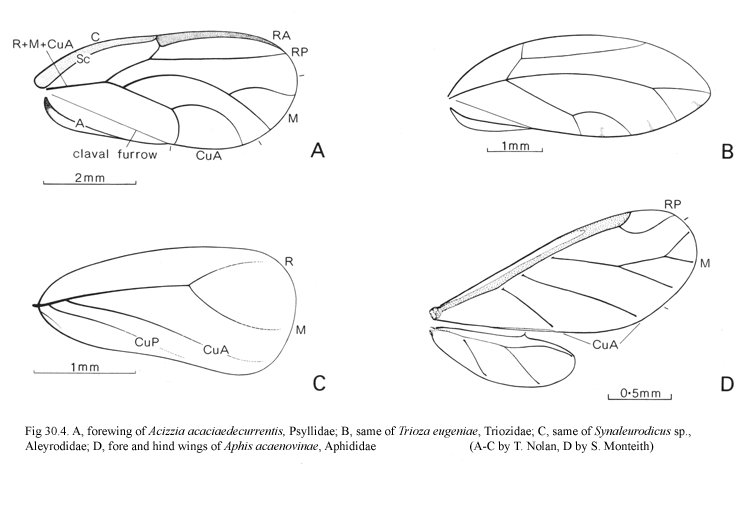 C
RA
R+M+CuA
Sc
RP
A
M
claval furrow
CuA
A
2mm
1mm
B
R
M
CuP
CuA
1mm
C
RP
M
CuA
0·5mm
D
Fig 30.4. A, forewing of Acizzia acaciaedecurrentis, Psyllidae; B, same of Trioza eugeniae, Triozidae; C, same of Synaleurodicus sp.,
Aleyrodidae; D, fore and hind wings of Aphis acaenovinae, Aphididae (A-C by T. Nolan, D by S. Monteith)